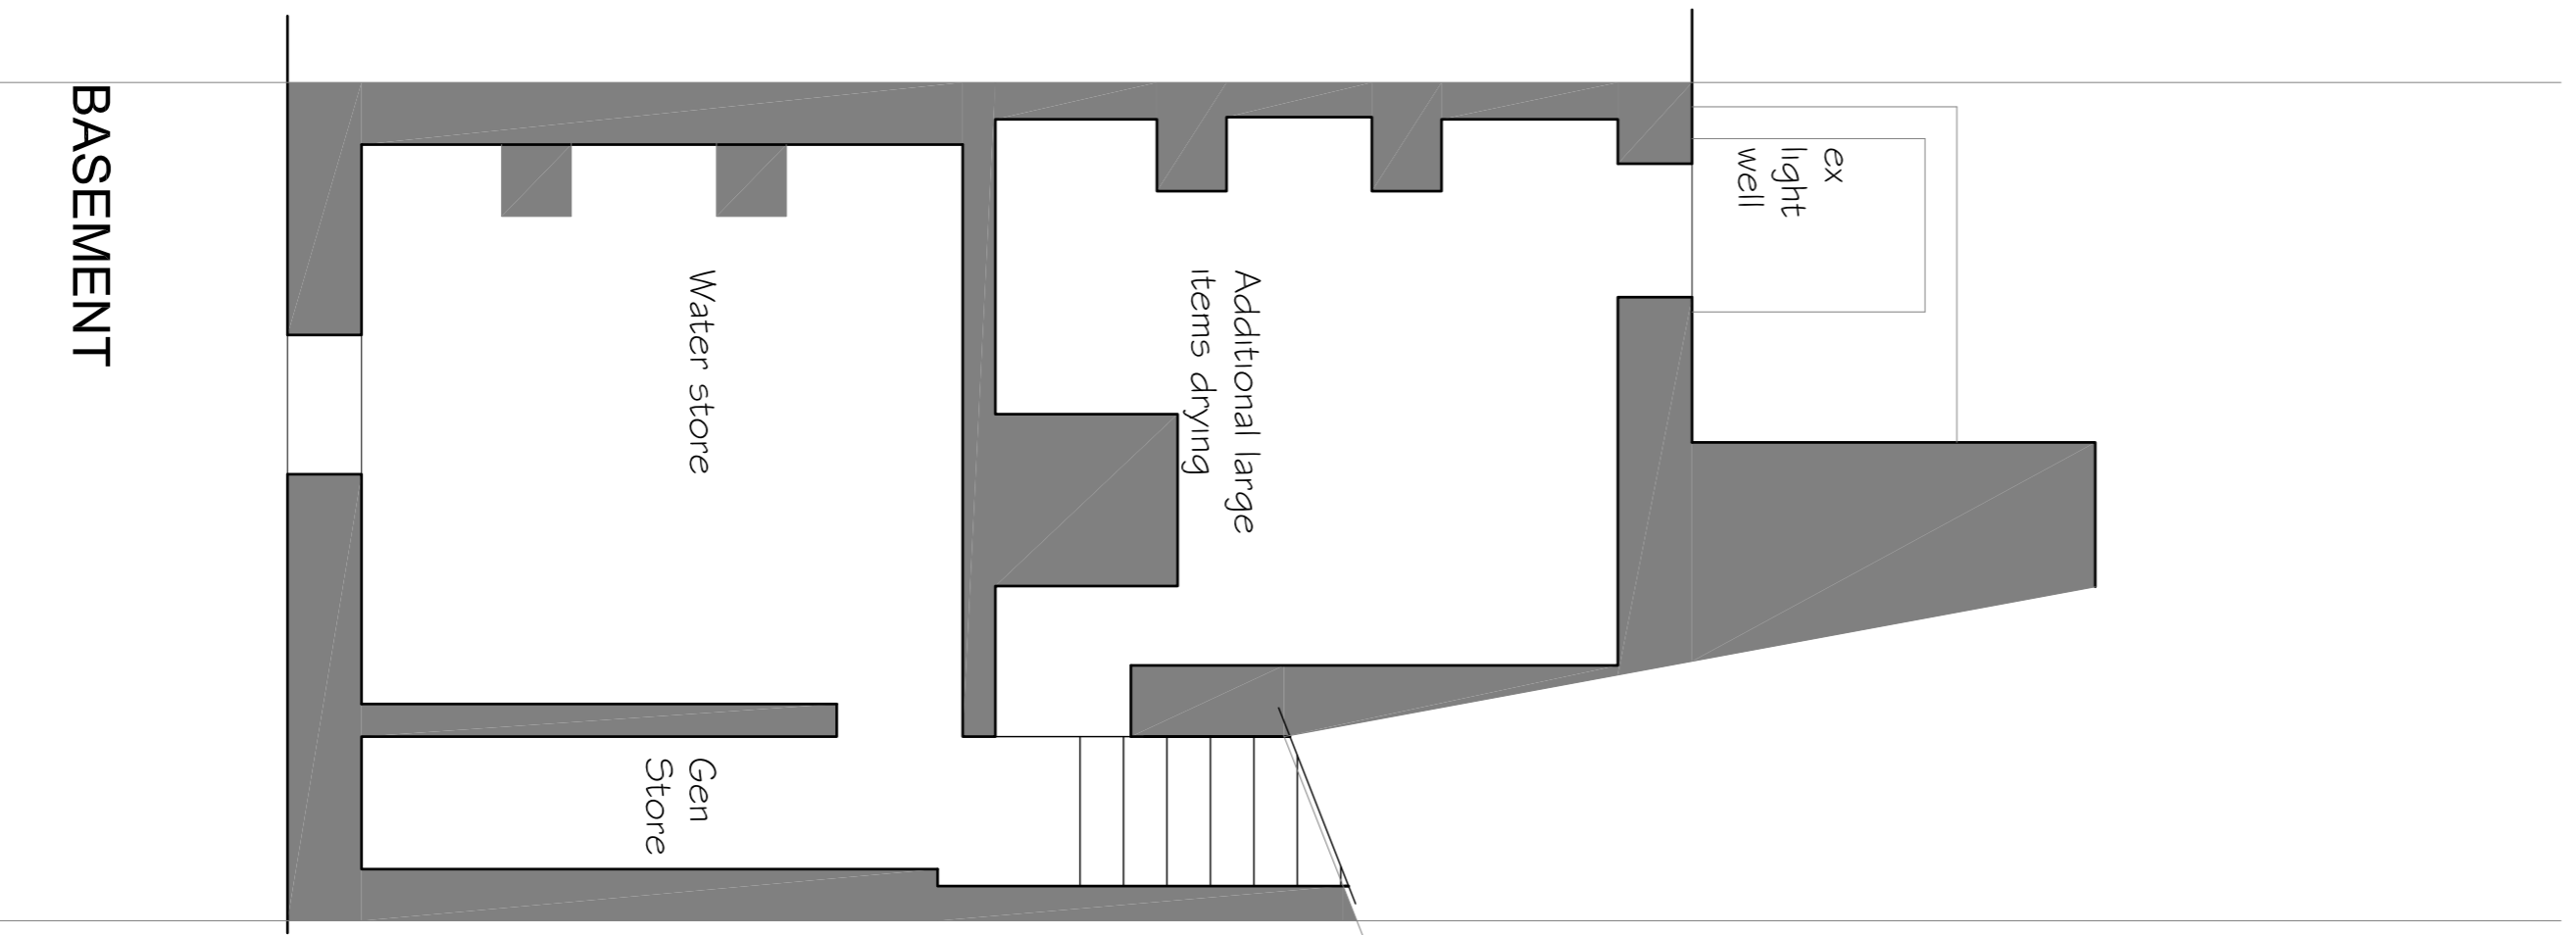 BASEMENT
Water store
Gen
Store
Additional large
items drying
ex
light
well